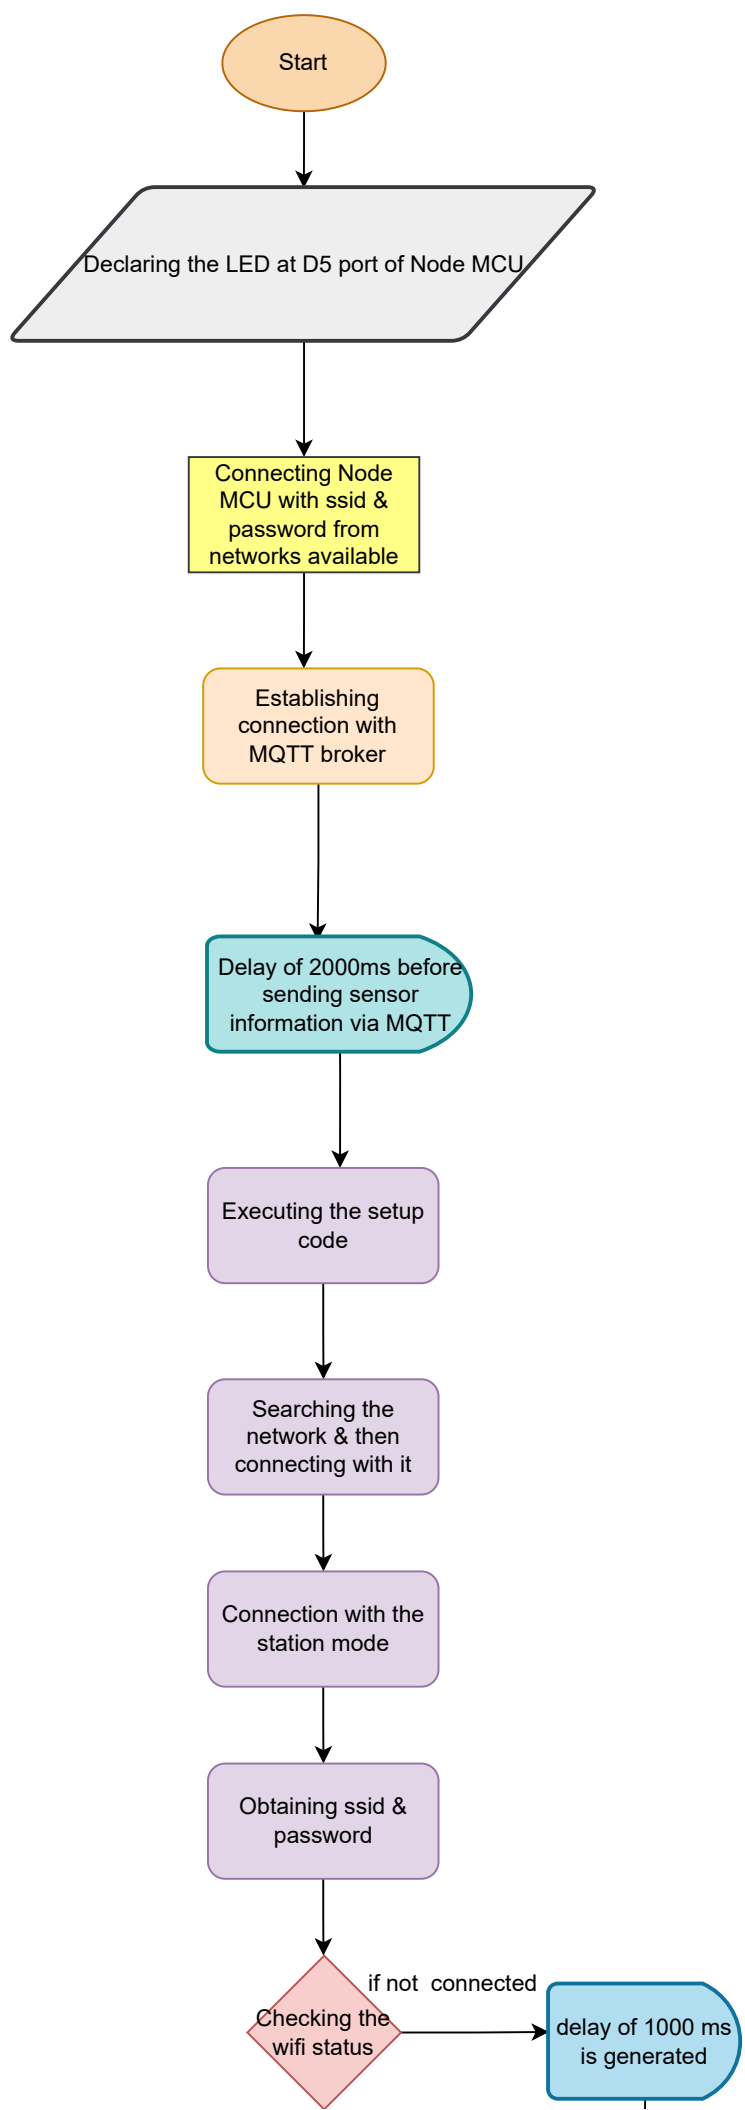 Start
Declaring the LED at D5 port of Node MCU
Connecting Node
MCU with ssid &
password from
networks available
Establishing
connection with
MQTT broker
Delay of 2000ms before
sending sensor
information via MQTT
Executing the setup
code
Searching the
network & then
connecting with it
Connection with the
station mode
Obtaining ssid &
password
if not  connected
Checking the
wifi status
delay of 1000 ms
is generated